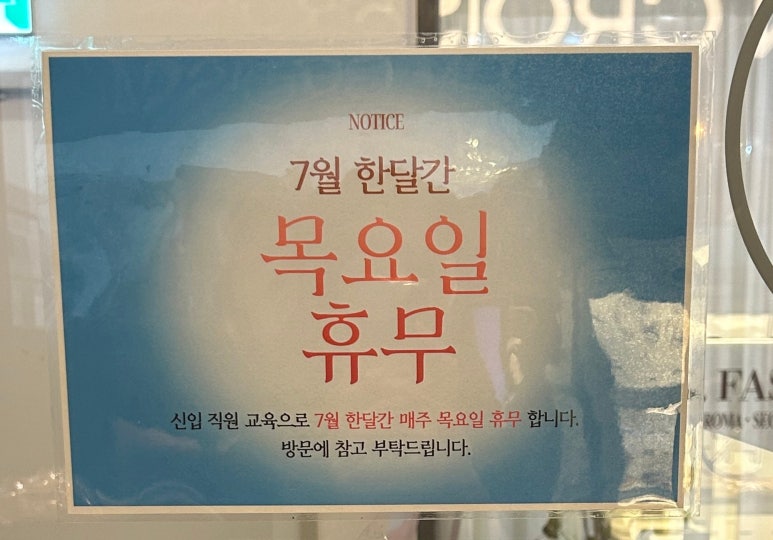 NOTICE
7월 한달간
목요일
휴무
신입 직원 교육으로 7월 한달간 매주 목요일 휴무 합니다.
방문에 참고 부탁드립니다.
ROMA